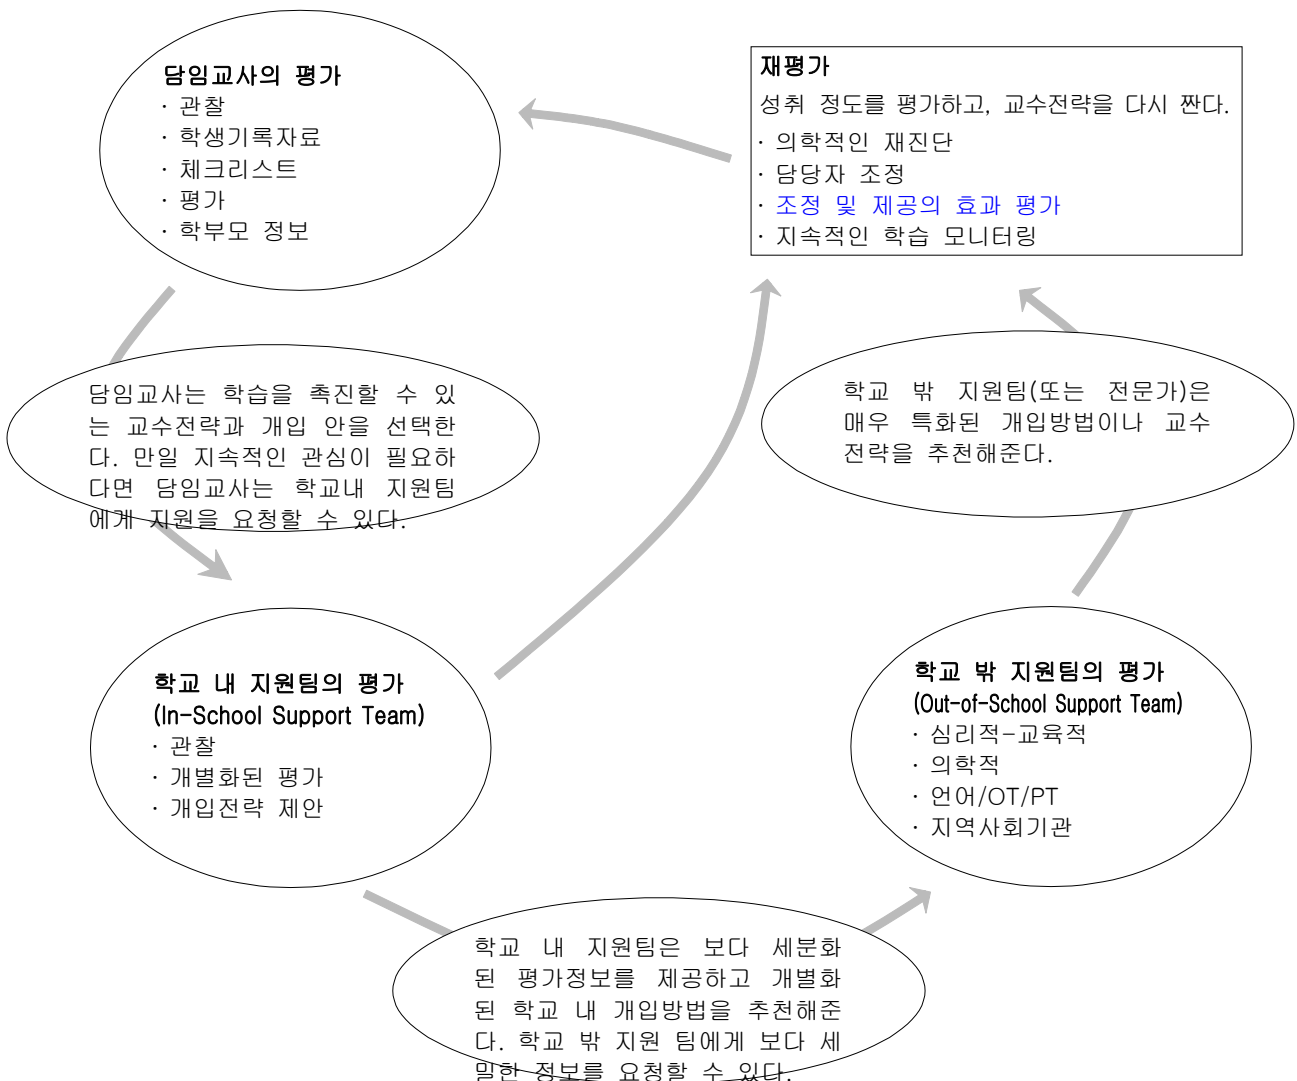 담임교사의 평가
· 관찰
· 학생기록자료
· 체크리스트
· 평가
· 학부모 정보
재평가
성취 정도를 평가하고, 교수전략을 다시 짠다.
· 의학적인 재진단
· 담당자 조정
· 조정 및 제공의 효과 평가
· 지속적인 학습 모니터링
담임교사는 학습을 촉진할 수 있
는 교수전략과 개입 안을 선택한
다. 만일 지속적인 관심이 필요하
다면 담임교사는 학교내 지원팀
에게 지원을 요청할 수 있다.
학교 밖 지원팀(또는 전문가)은
매우 특화된 개입방법이나 교수
전략을 추천해준다.
학교 내 지원팀의 평가
(In-School Support Team)
· 관찰
· 개별화된 평가
· 개입전략 제안
학교 밖 지원팀의 평가
(Out-of-School Support Team)
· 심리적-교육적
· 의학적
· 언어/OT/PT
· 지역사회기관
학교 내 지원팀은 보다 세분화
된 평가정보를 제공하고 개별화
된 학교 내 개입방법을 추천해준
다. 학교 밖 지원 팀에게 보다 세
밀한 정보를 요청할 수 있다.